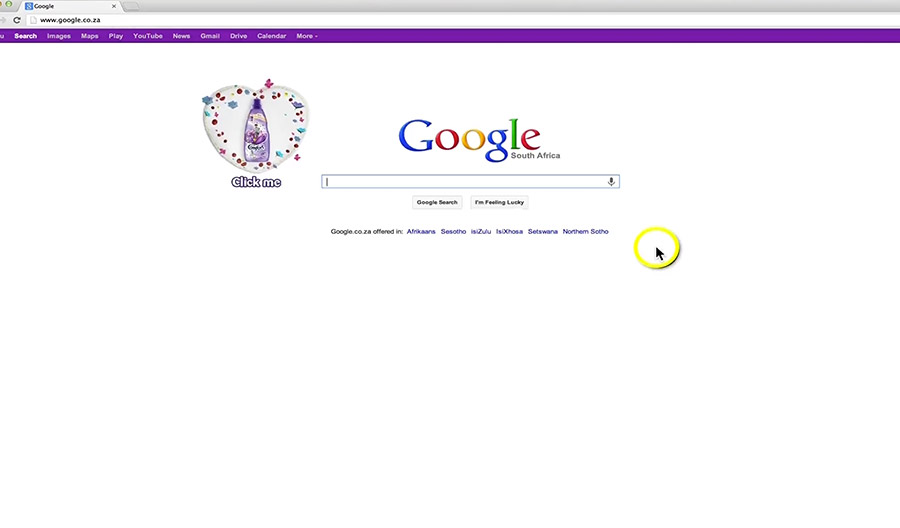 Google
www.google.co.za
u Search Images Maps Play YouTube News Gmail Drive Calendar More
Click me
Google
South Africa
Google Search I'm Feeling Lucky
Google.co.za offered in: Afrikaans Sesotho isiZulu IsiXhosa Setswana Northern Sotho